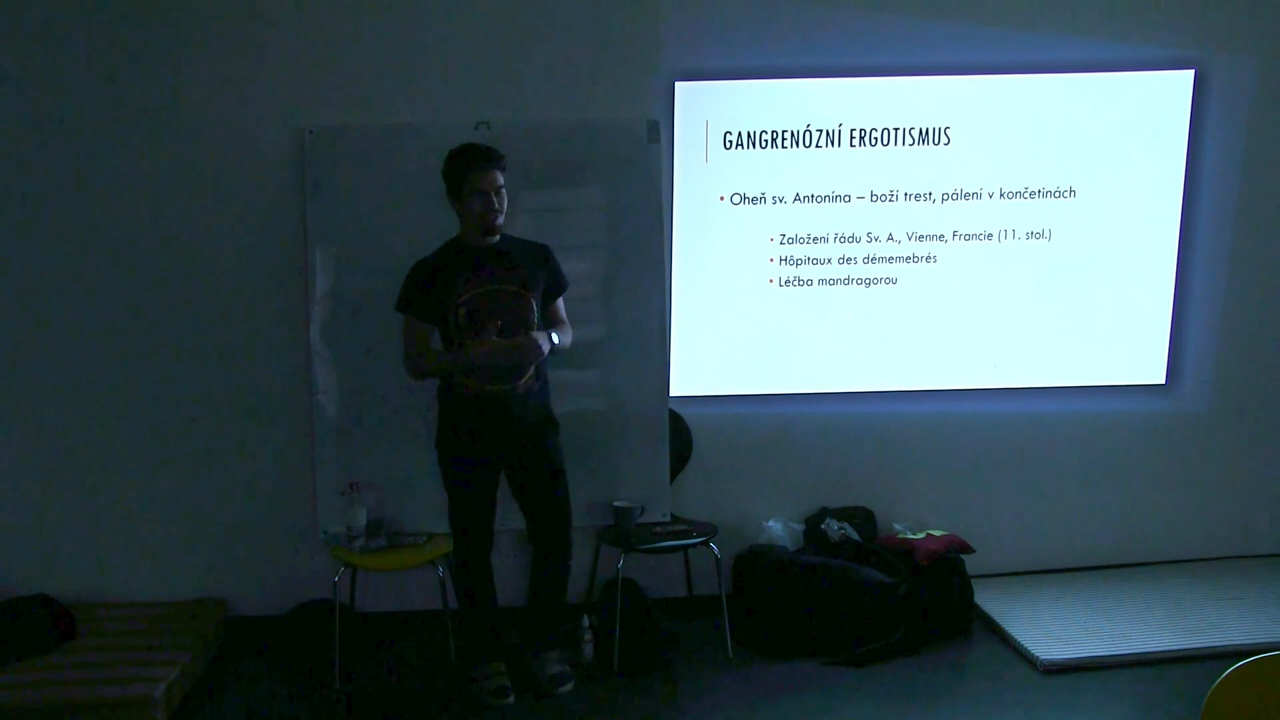 GANGRENÓZNÍ ERGOTISMUS
• Oheň sv. Antonína – boží trest, pálení v končetinách
• Založení řádu Sv. A., Vienne, Francie (11. stol.)
• Hôpitaux des démemebrés
• Léčba mandragorou